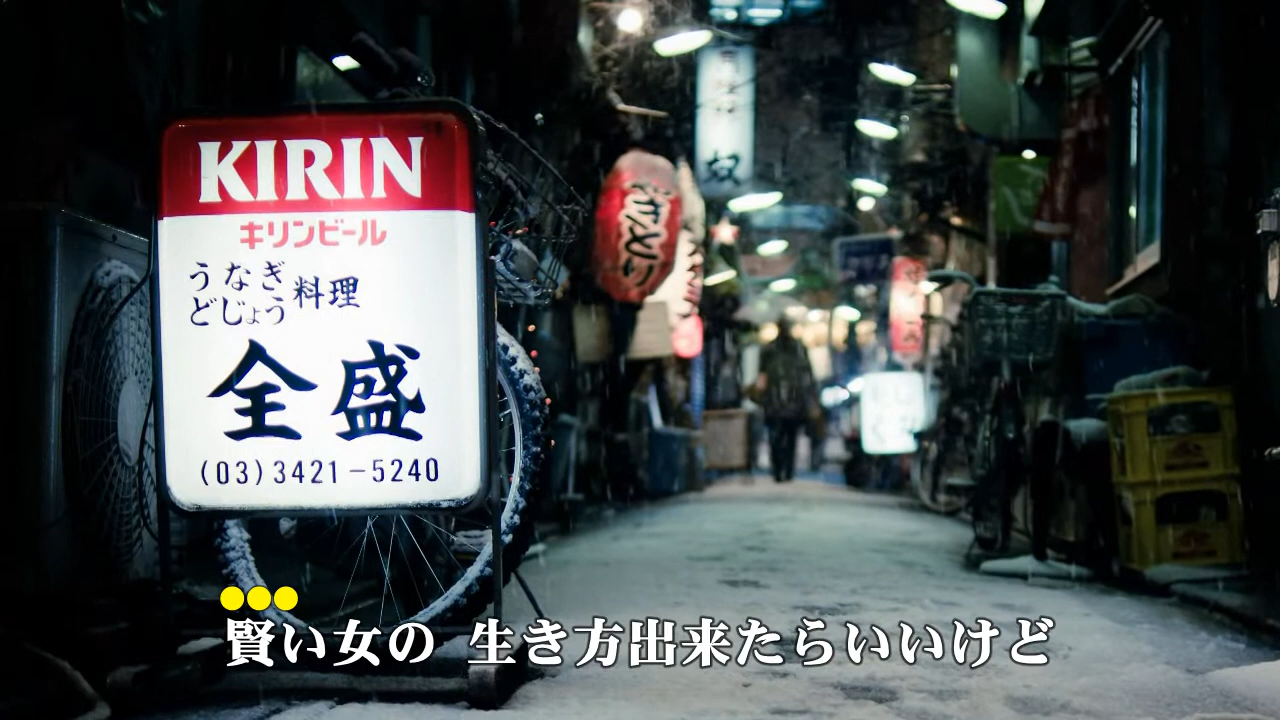 KIRIN
キリンビール
うなぎ
どじょう
料理
全盛
(03)3421-5240
やきとり
賢い女の 生き方出来たらいいけど